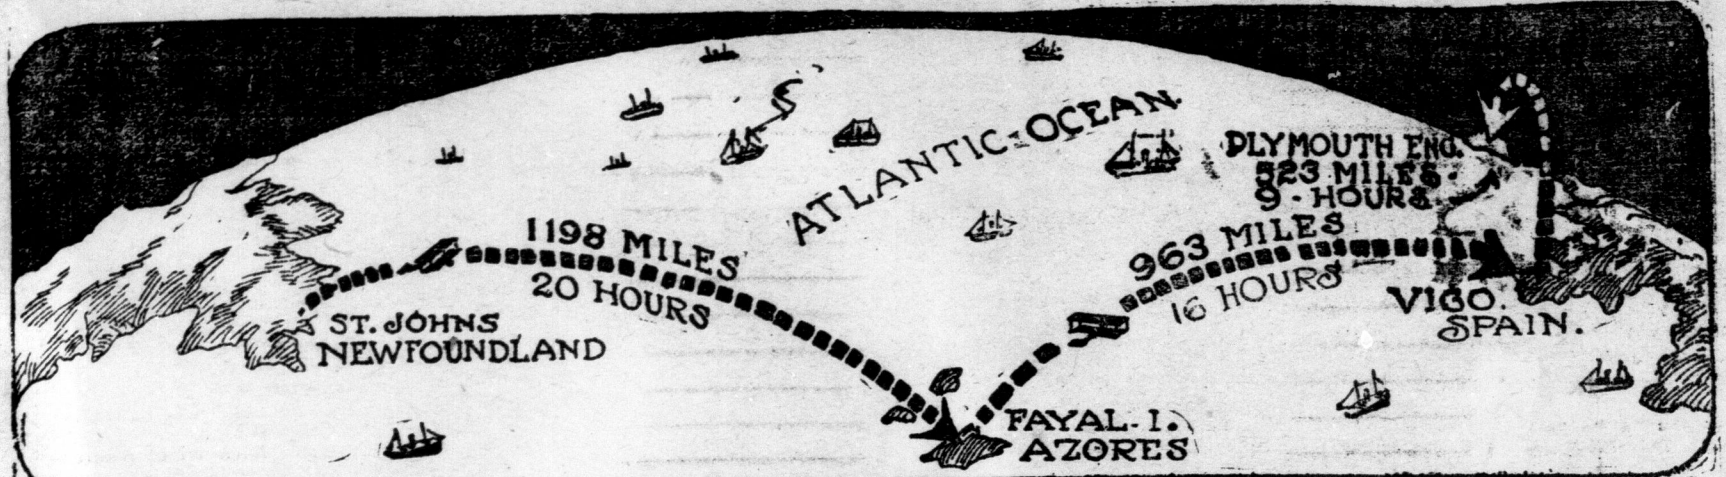 ATLANTIC-OCEAN
PLYMOUTH ENG.
523 MILES
9-HOURS
1198 MILES
20 HOURS
963 MILES
16 HOURS
ST. JOHNS
NEWFOUNDLAND
VIGO.
SPAIN.
FAYAL-I.
AZORES